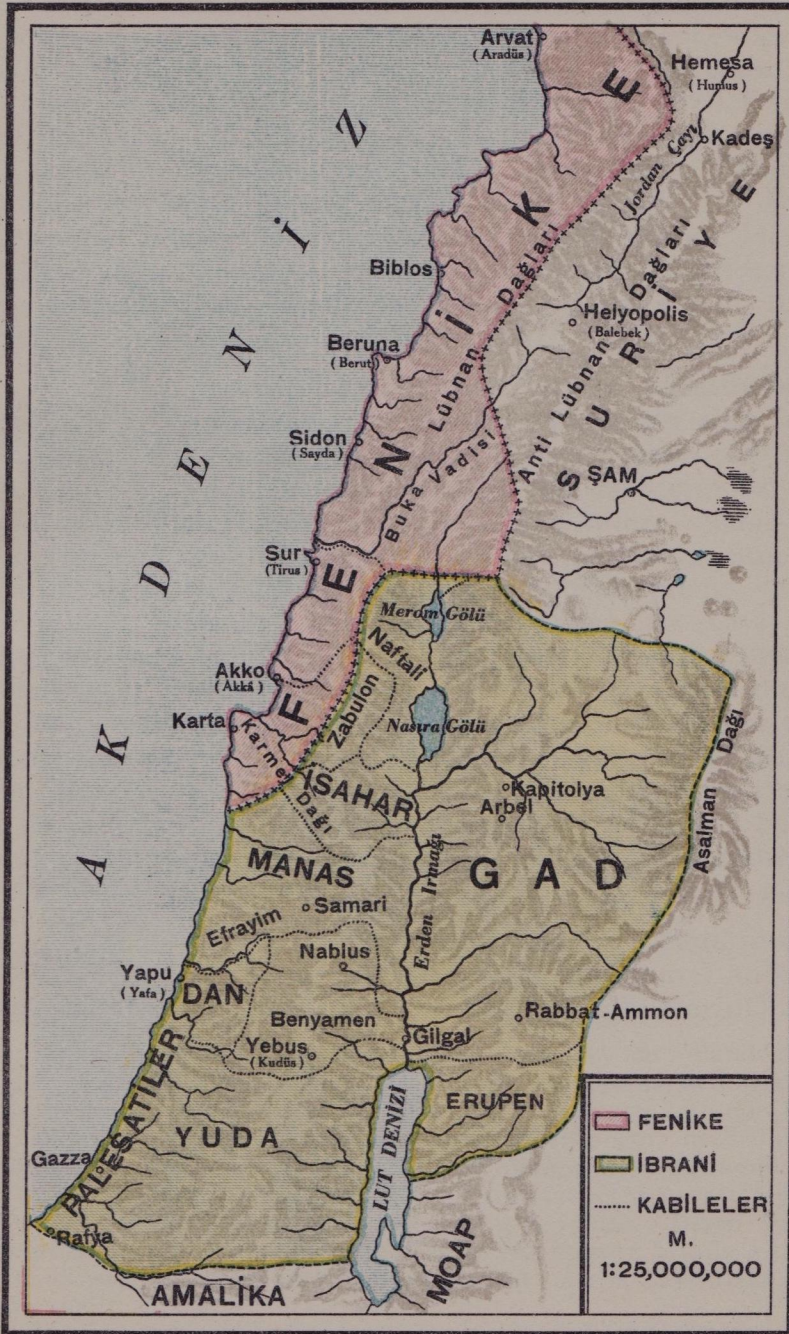 Arvat
(Aradüs)
Hemesa
(Humus)
Kadeş
Jordan Çayı
AKDENİZ
FENİKE
SURİYE
Lübnan Dağları
Anti Lübnan Dağları
Biblos
Helyopolis
(Balebek)
Beruna
(Berut)
Sidon
(Sayda)
Buka Vadisi
ŞAM
Sur
(Tirus)
Merom Gölü
Naftali
Akko
(Akkâ)
Zabulon
Karta
Karmel Dağı
Nasıra Gölü
İSAHAR
Kapitolya
Arbel
Asalman Dağı
MANAS
GAD
Samari
Efrayim
Erden Irmağı
Nablus
Yapu
(Yafa)
DAN
Benyamen
Rabbat-Ammon
Gilgal
Yebus
(Kudüs)
PALESATİLER
ERUPEN
YUDA
LUT DENİZİ
Gazza
Rafya
MOAP
AMALİKA
FENİKE
İBRANİ
KABİLELER
M.
1:25,000,000